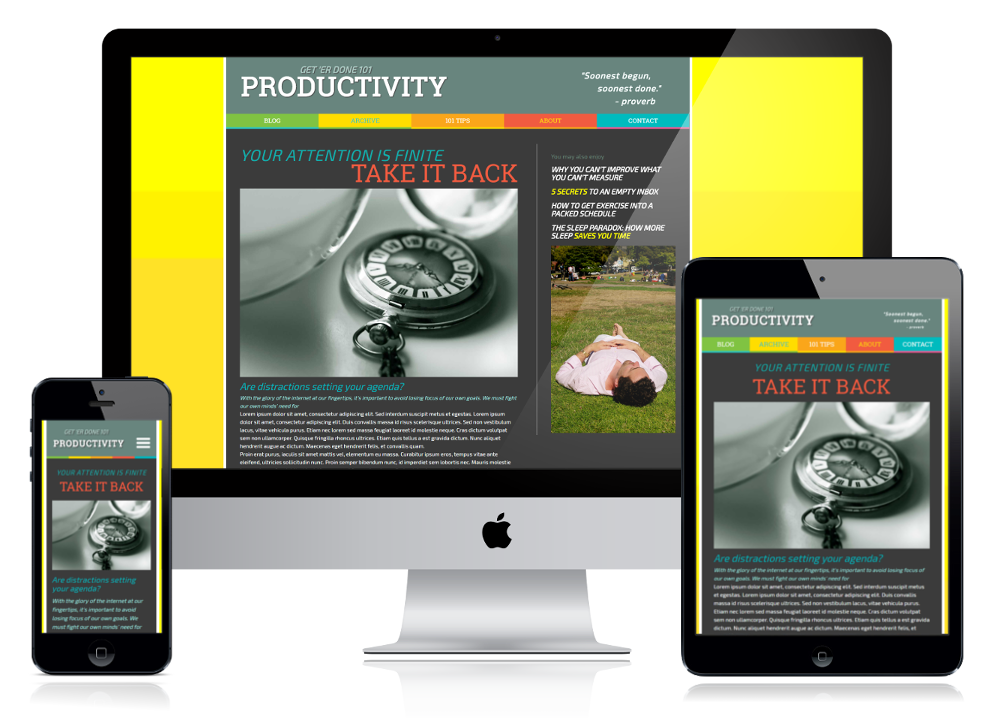 GET 'ER DONE 101
PRODUCTIVITY
"Soonest begun,
soonest done."
- proverb
BLOG
ARCHIVE
101 TIPS
ABOUT
CONTACT
YOUR ATTENTION IS FINITE
TAKE IT BACK
Are distractions setting your agenda?
With the glory of the internet at our fingertips, it's important to avoid losing focus of our own goals. We must fight
our own minds' need for
Lorem ipsum dolor sit amet, consectetur adipiscing elit. Sed interdum suscipit metus et egestas. Lorem ipsum
dolor sit amet, consectetur adipiscing elit. Duis convallis massa id risus scelerisque ultrices. Sed non vestibulum
lacus, vitae vehicula purus. Etiam nec lorem sed massa feugiat laoreet id molestie neque. Cras dolor volutpat
sem non ullamcorper. Quisque fringilla rhoncus ultrices. Etiam quis tellus a est gravida dictum. Nunc aliquet
hendrerit augue ac dictum. Maecenas eget hendrerit felis, et convallis quam.
Proin erat purus, iaculis sit amet mattis vel, elementum eu massa. Curabitur ipsum eros, tempus vitae ante
eleifend, ultricies sollicitudin nunc. Proin semper bibendum nunc, id imperdiet sem lobortis nec. Mauris molestie
You may also enjoy
WHY YOU CAN'T IMPROVE WHAT
YOU CAN'T MEASURE
5 SECRETS TO AN EMPTY INBOX
HOW TO GET EXERCISE INTO A
PACKED SCHEDULE
THE SLEEP PARADOX: HOW MORE
SLEEP SAVES YOU TIME
GET 'ER DONE 101
PRODUCTIVITY
YOUR ATTENTION IS FINITE
TAKE IT BACK
Are distractions setting
your agenda?
With the glory of the internet at our
fingertips, it's important to avoid
losing focus of our own goals. We
must fight our own minds' need for
GET 'ER DONE 101
PRODUCTIVITY
"Soonest begun,
soonest done."
- proverb
BLOG
ARCHIVE
101 TIPS
ABOUT
CONTACT
YOUR ATTENTION IS FINITE
TAKE IT BACK
Are distractions setting your agenda?
With the glory of the internet at our fingertips, it's important to avoid losing focus of
our own goals. We must fight our own minds' need for
Lorem ipsum dolor sit amet, consectetur adipiscing elit. Sed interdum suscipit metus
et egestas. Lorem ipsum dolor sit amet, consectetur adipiscing elit. Duis convallis
massa id risus scelerisque ultrices. Sed non vestibulum lacus, vitae vehicula purus.
Etiam nec lorem sed massa feugiat laoreet id molestie neque. Cras dolor volutpat
sem non ullamcorper. Quisque fringilla rhoncus ultrices. Etiam quis tellus a est gravida
dictum. Nunc aliquet hendrerit augue ac dictum. Maecenas eget hendrerit felis, et